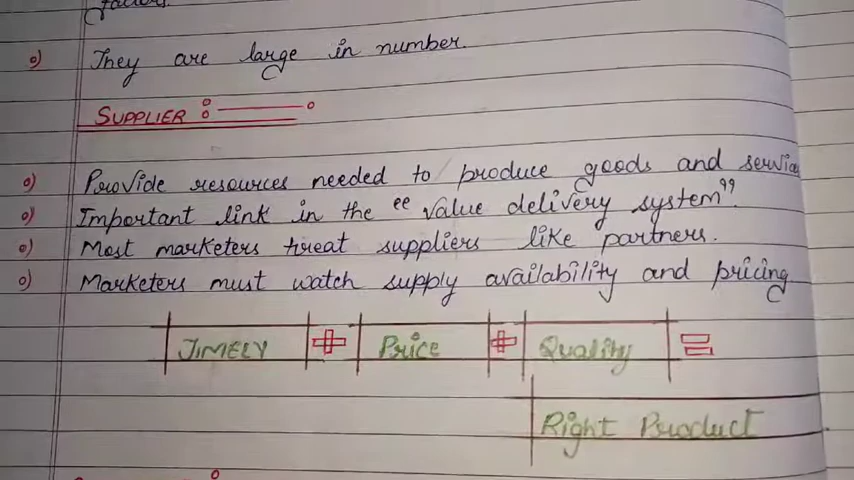 factors.
o) They are large in number.
SUPPLIER :
o) Provide resources needed to produce goods and service
o) Important link in the "value delivery system".
o) Most marketers treat suppliers like partners.
o) Marketers must watch supply availability and pricing
TIMELY + Price + Quality =
Right Product